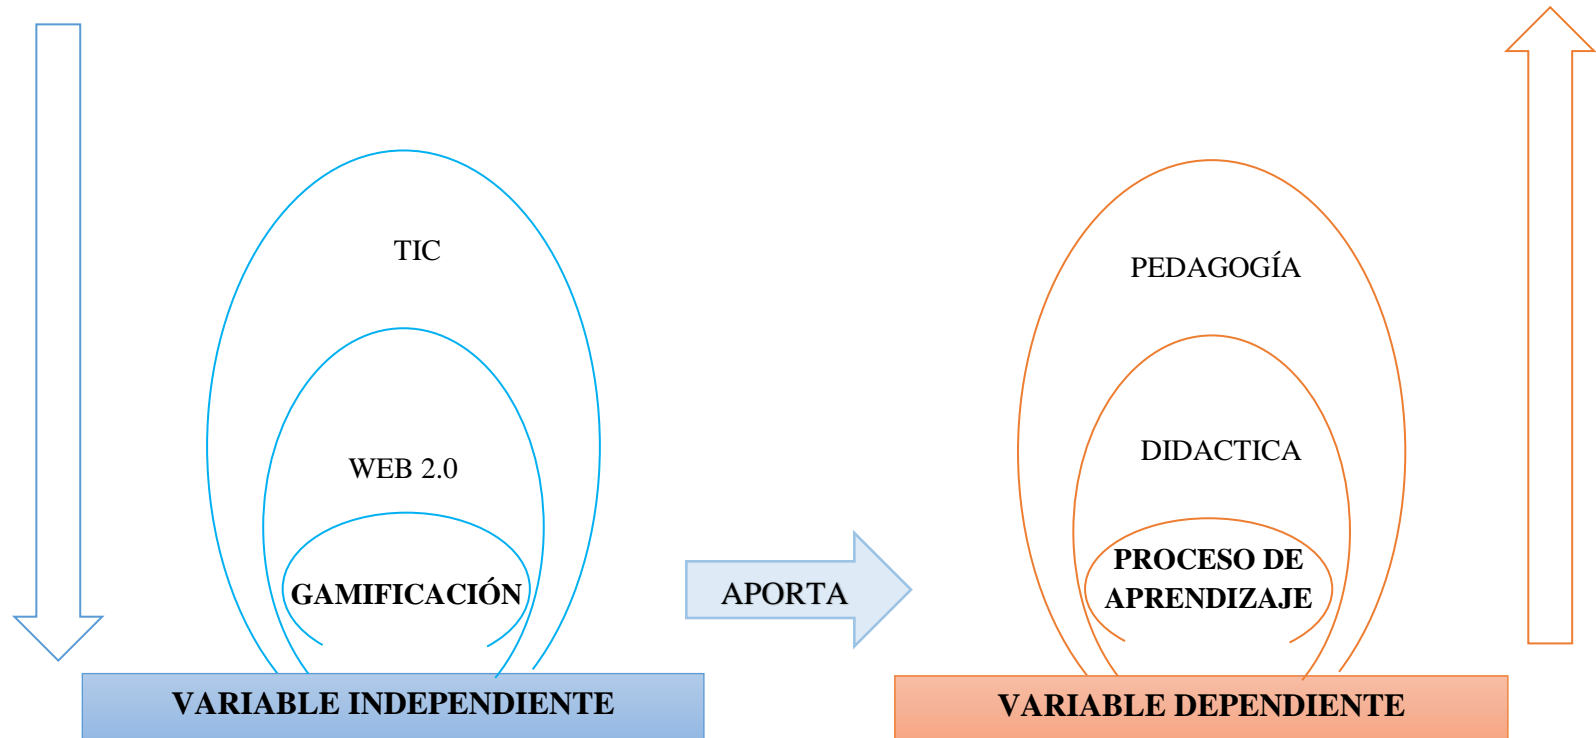 TIC
WEB 2.0
GAMIFICACIÓN
VARIABLE INDEPENDIENTE
APORTA
PEDAGOGÍA
DIDACTICA
PROCESO DE
APRENDIZAJE
VARIABLE DEPENDIENTE